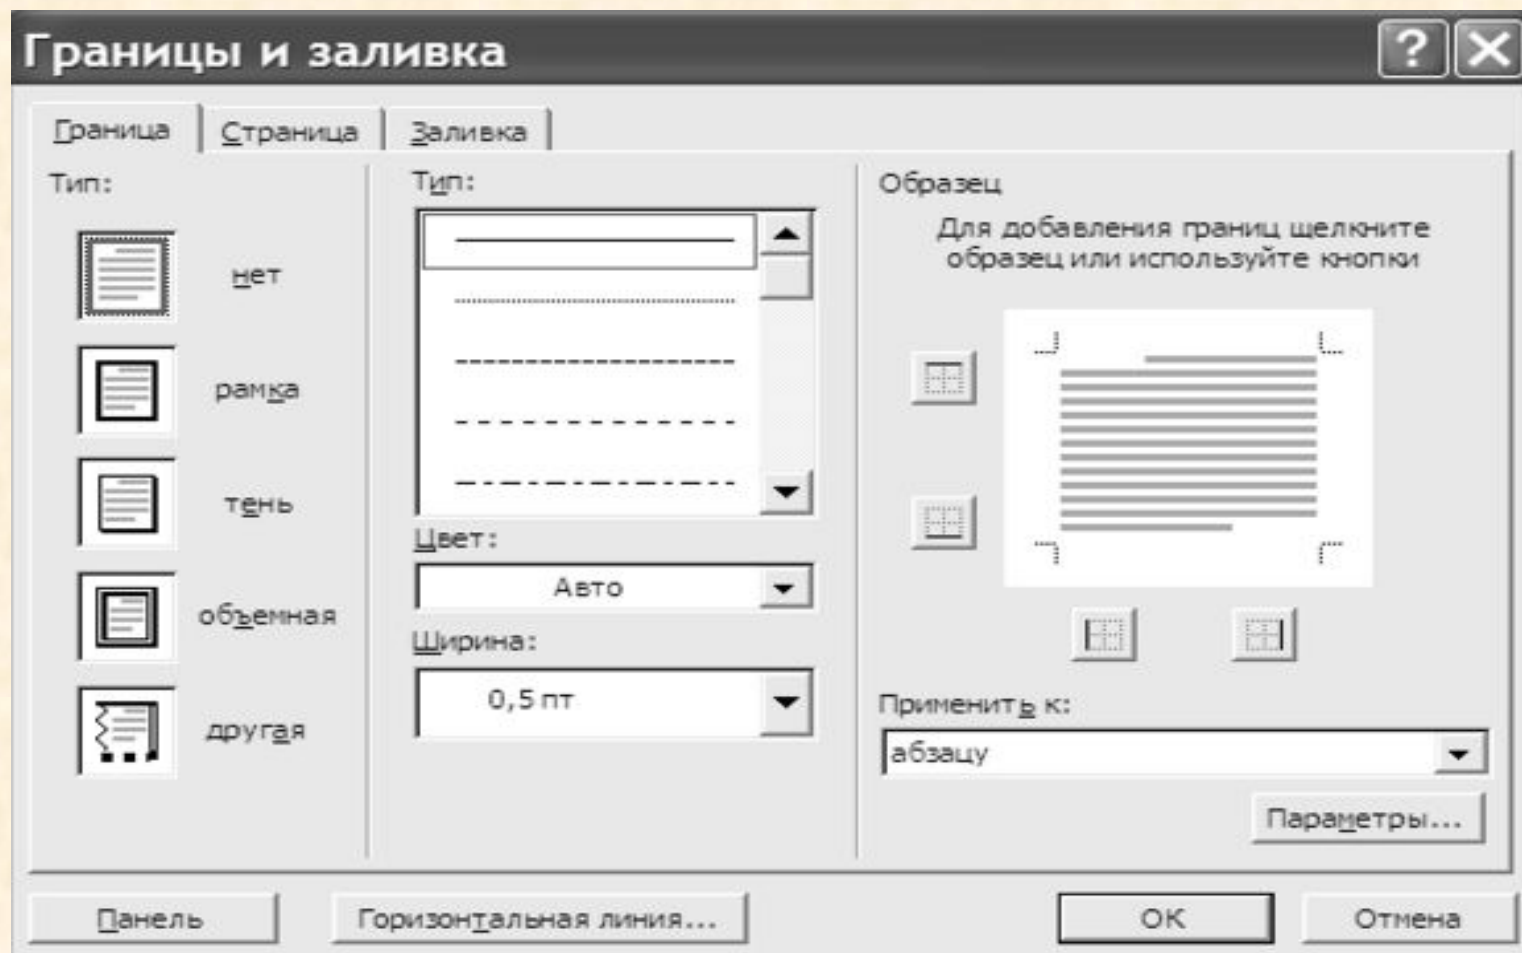 Границы и заливка
Граница
Страница
Заливка
Тип:
нет
рамка
тень
объемная
другая
Тип:
Цвет:
Авто
Ширина:
0,5 пт
Образец
Для добавления границ щелкните
образец или используйте кнопки
Применить к:
абзацу
Параметры...
Панель
Горизонтальная линия...
ОК
Отмена